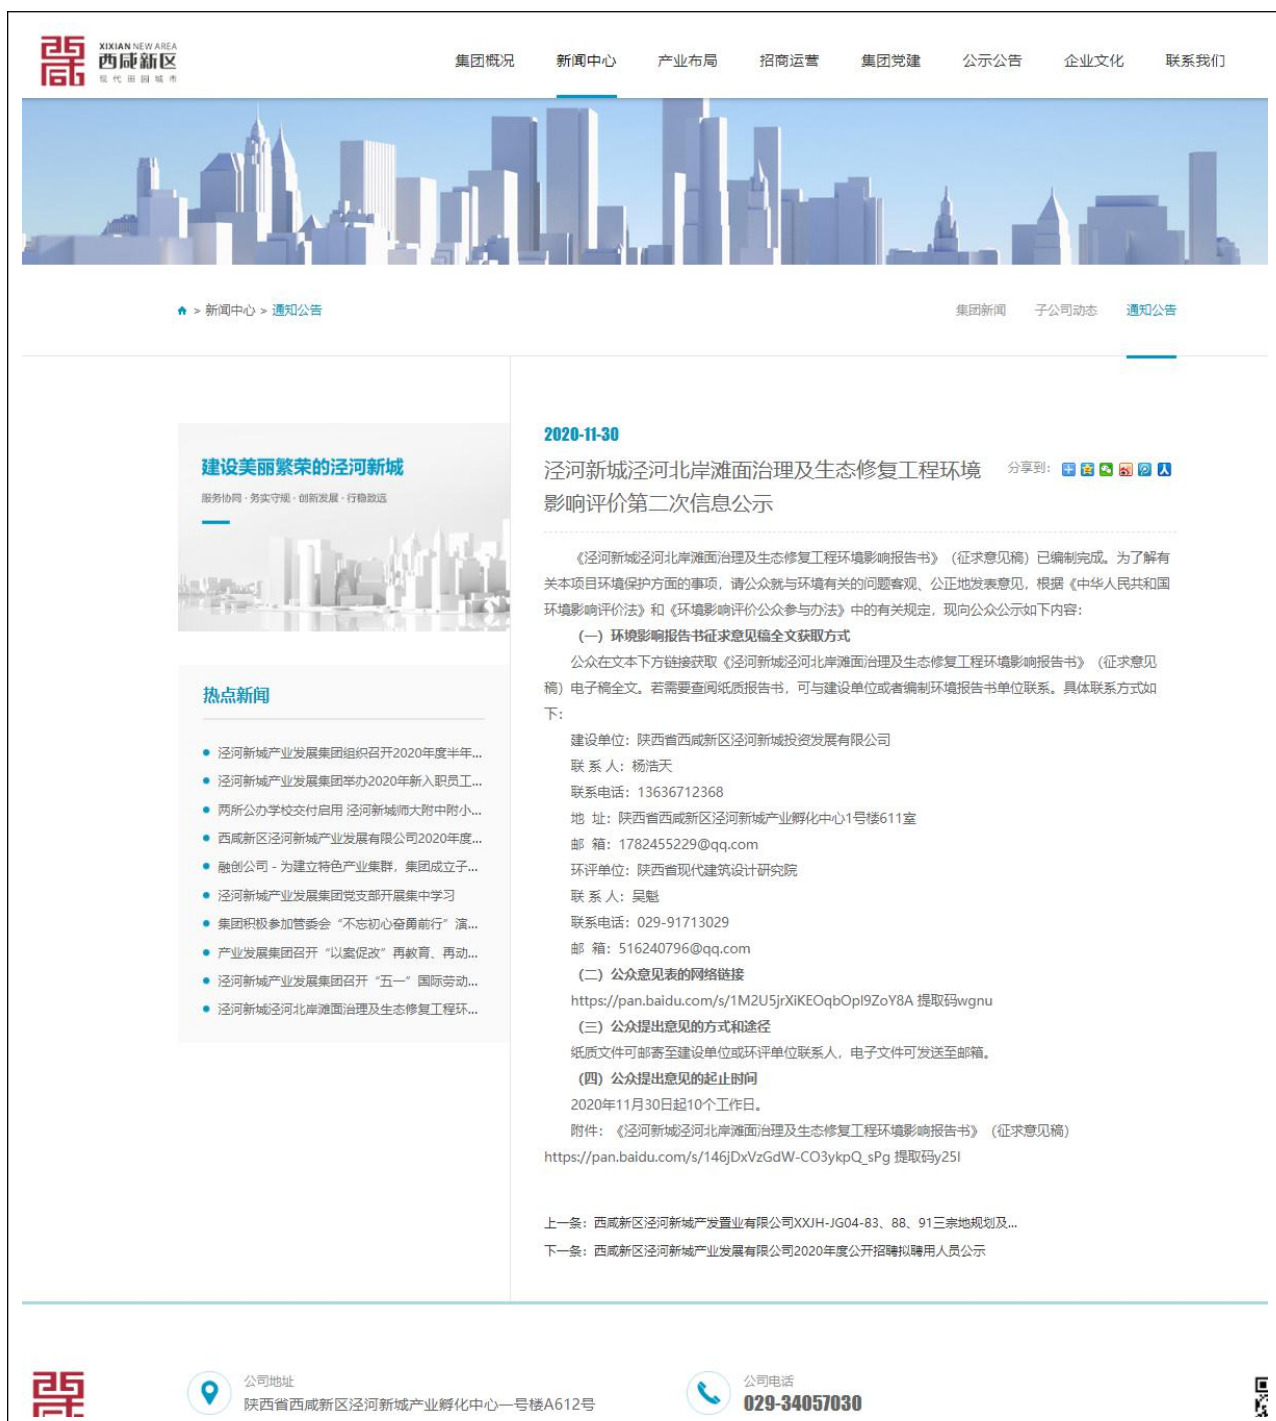 XIXIAN NEW AREA
西咸新区
现代田园城市
集团概况 新闻中心 产业布局 招商运营 集团党建 公示公告 企业文化 联系我们
> 新闻中心 > 通知公告
集团新闻 子公司动态 通知公告
建设美丽繁荣的泾河新城
服务协同 · 务实守规 · 创新发展 · 行稳致远
热点新闻
泾河新城产业发展集团组织召开2020年度半年...
泾河新城产业发展集团举办2020年新入职员工...
两所公办学校交付启用 泾河新城师大附中附小...
西咸新区泾河新城产业发展有限公司2020年度...
融创公司 - 为建立特色产业集群，集团成立子...
泾河新城产业发展集团党支部开展集中学习
集团积极参加管委会“不忘初心奋勇前行”演...
产业发展集团召开“以案促改”再教育、再动...
泾河新城产业发展集团召开“五一”国际劳动...
泾河新城泾河北岸滩面治理及生态修复工程环...
2020-11-30
泾河新城泾河北岸滩面治理及生态修复工程环境
影响评价第二次信息公示
分享到：
《泾河新城泾河北岸滩面治理及生态修复工程环境影响报告书》（征求意见稿）已编制完成。为了解有
关本项目环境保护方面的事项，请公众就与环境有关的问题客观、公正地发表意见，根据《中华人民共和国
环境影响评价法》和《环境影响评价公众参与办法》中的有关规定，现向公众公示如下内容：
（一）环境影响报告书征求意见稿全文获取方式
公众在文本下方链接获取《泾河新城泾河北岸滩面治理及生态修复工程环境影响报告书》（征求意见
稿）电子稿全文。若需要查阅纸质报告书，可与建设单位或者编制环境报告书单位联系。具体联系方式如
下：
建设单位：陕西省西咸新区泾河新城投资发展有限公司
联 系 人：杨浩天
联系电话：13636712368
地 址：陕西省西咸新区泾河新城产业孵化中心1号楼611室
邮 箱：1782455229@qq.com
环评单位：陕西省现代建筑设计研究院
联 系 人：吴魁
联系电话：029-91713029
邮 箱：516240796@qq.com
（二）公众意见表的网络链接
https://pan.baidu.com/s/1M2U5jrXiKEOqbOpI9ZoY8A 提取码wgnu
（三）公众提出意见的方式和途径
纸质文件可邮寄至建设单位或环评单位联系人，电子文件可发送至邮箱。
（四）公众提出意见的起止时间
2020年11月30日起10个工作日。
附件：《泾河新城泾河北岸滩面治理及生态修复工程环境影响报告书》（征求意见稿）
https://pan.baidu.com/s/146jDxVzGdW-CO3ykpQ_sPg 提取码y25l
上一条：西咸新区泾河新城产发置业有限公司XXJH-JG04-83、88、91三宗地规划及...
下一条：西咸新区泾河新城产业发展有限公司2020年度公开招聘拟聘用人员公示
公司地址
陕西省西咸新区泾河新城产业孵化中心一号楼A612号
公司电话
029-34057030